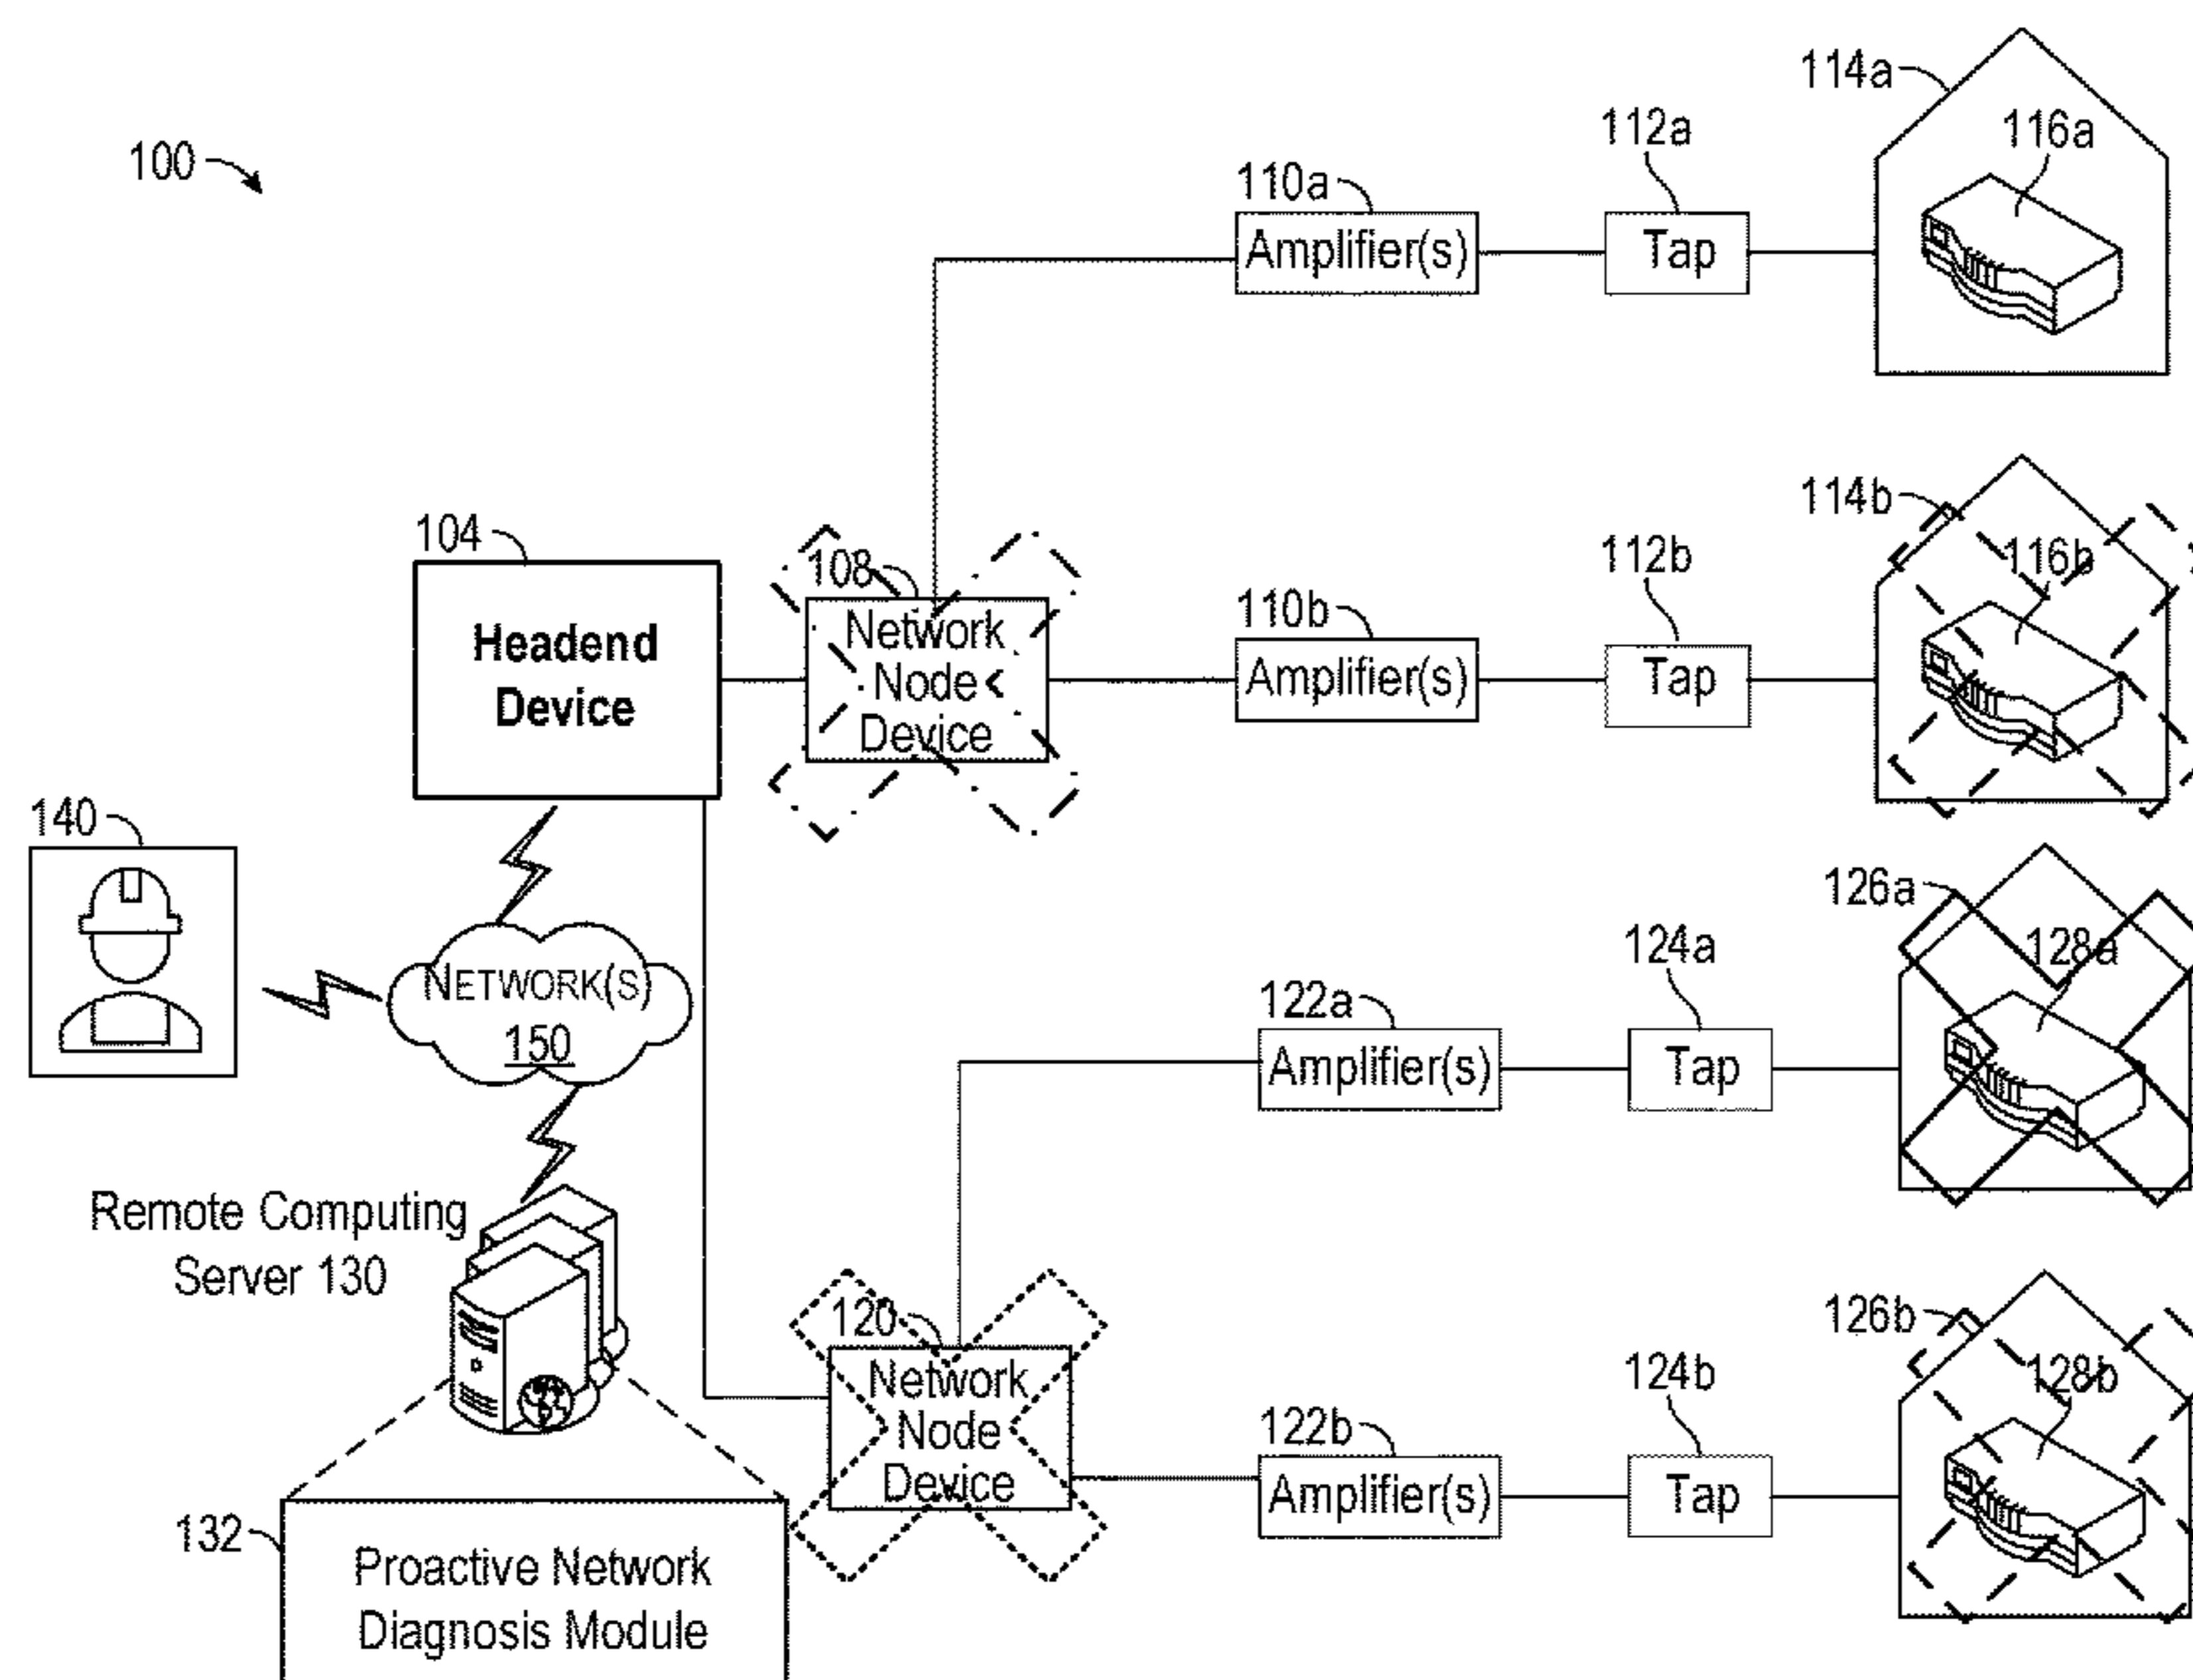 100
114a
116a
112a
110a
Amplifier(s)
Tap
104
Headend
Device
108
Network
Node
Device
110b
Amplifier(s)
112b
Tap
114b
116b
140
NETWORK(S)
150
122a
Amplifier(s)
124a
Tap
126a
128a
Remote Computing
Server 130
120
Network
Node
Device
122b
Amplifier(s)
124b
Tap
126b
128b
132
Proactive Network
Diagnosis Module